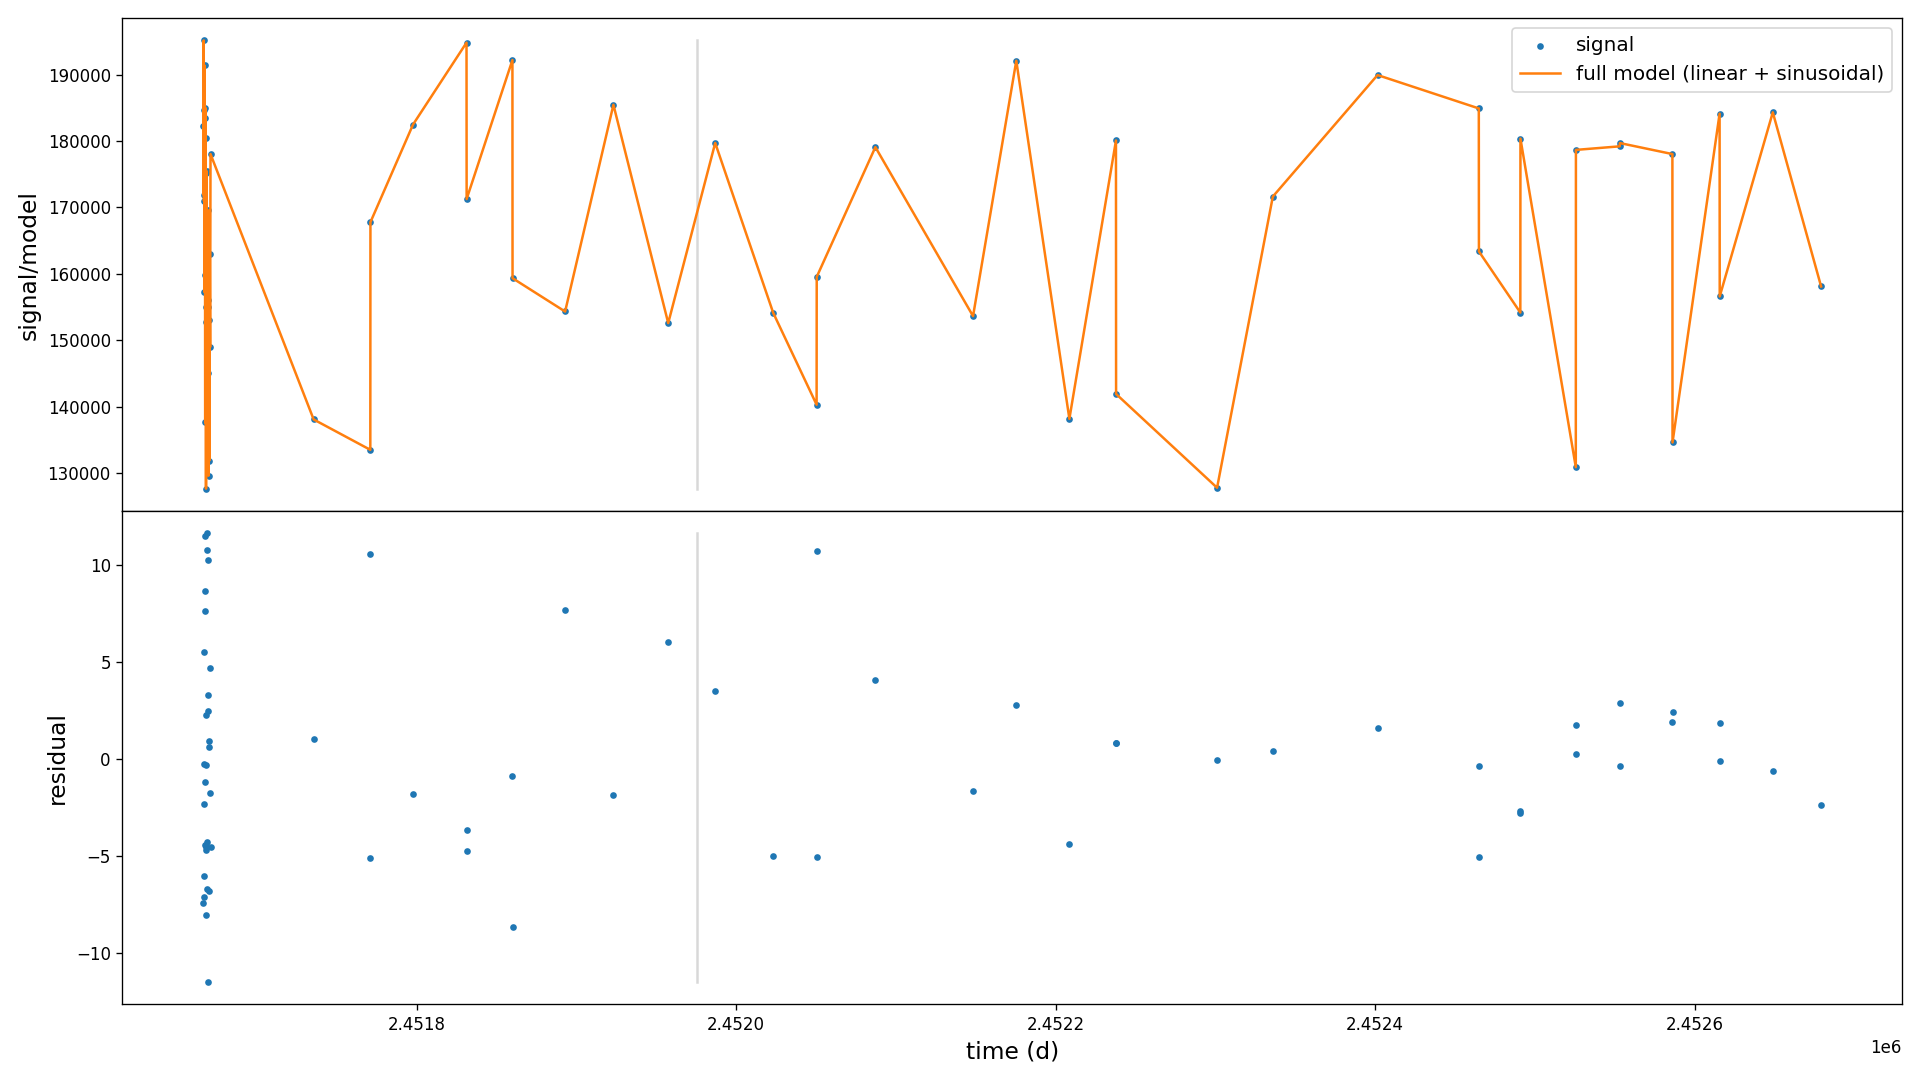 signal
full model (linear + sinusoidal)
signal/model
190000
180000
170000
160000
150000
140000
130000
residual
10
5
0
−5
−10
2.4518
2.4520
2.4522
2.4524
2.4526
1e6
time (d)